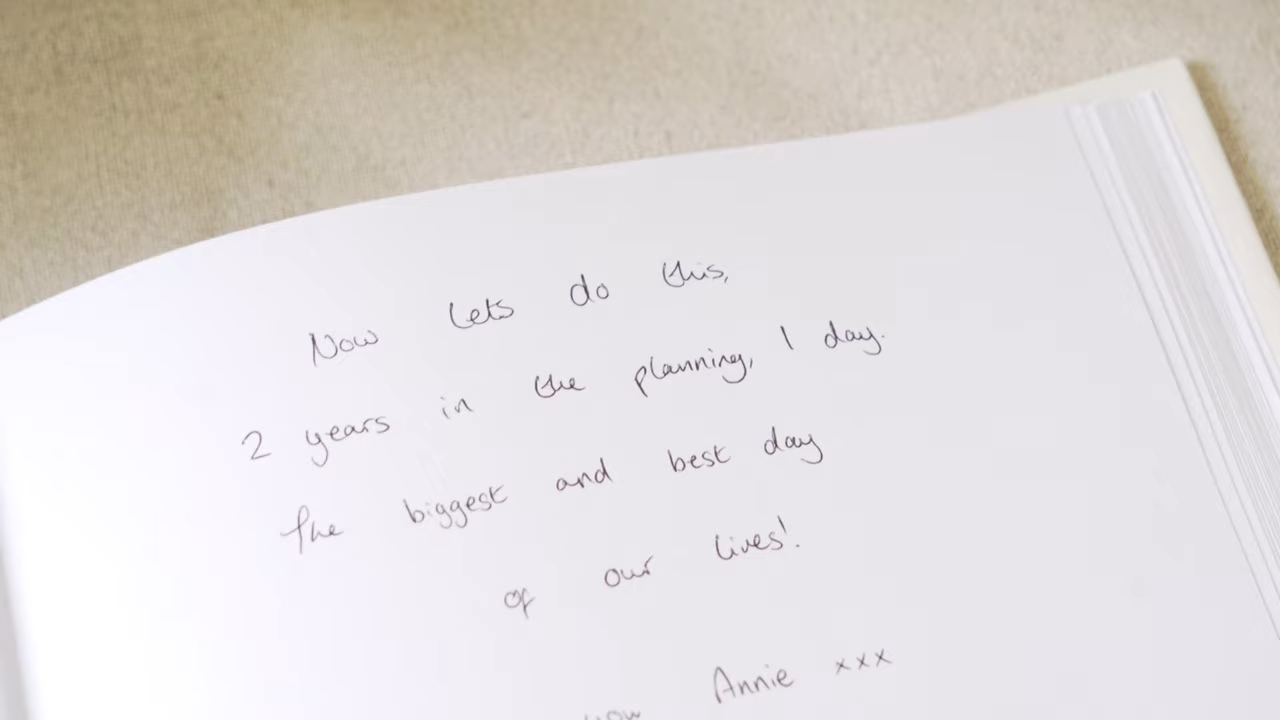 Now lets do this,
2 years in the planning, 1 day.
The biggest and best day
of our lives!
Annie xxx